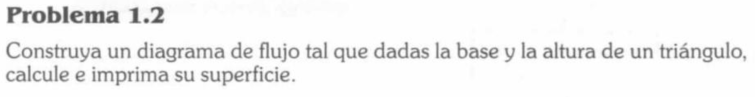 Problema 1.2
Construya un diagrama de flujo tal que dadas la base y la altura de un triángulo,
calcule e imprima su superficie.